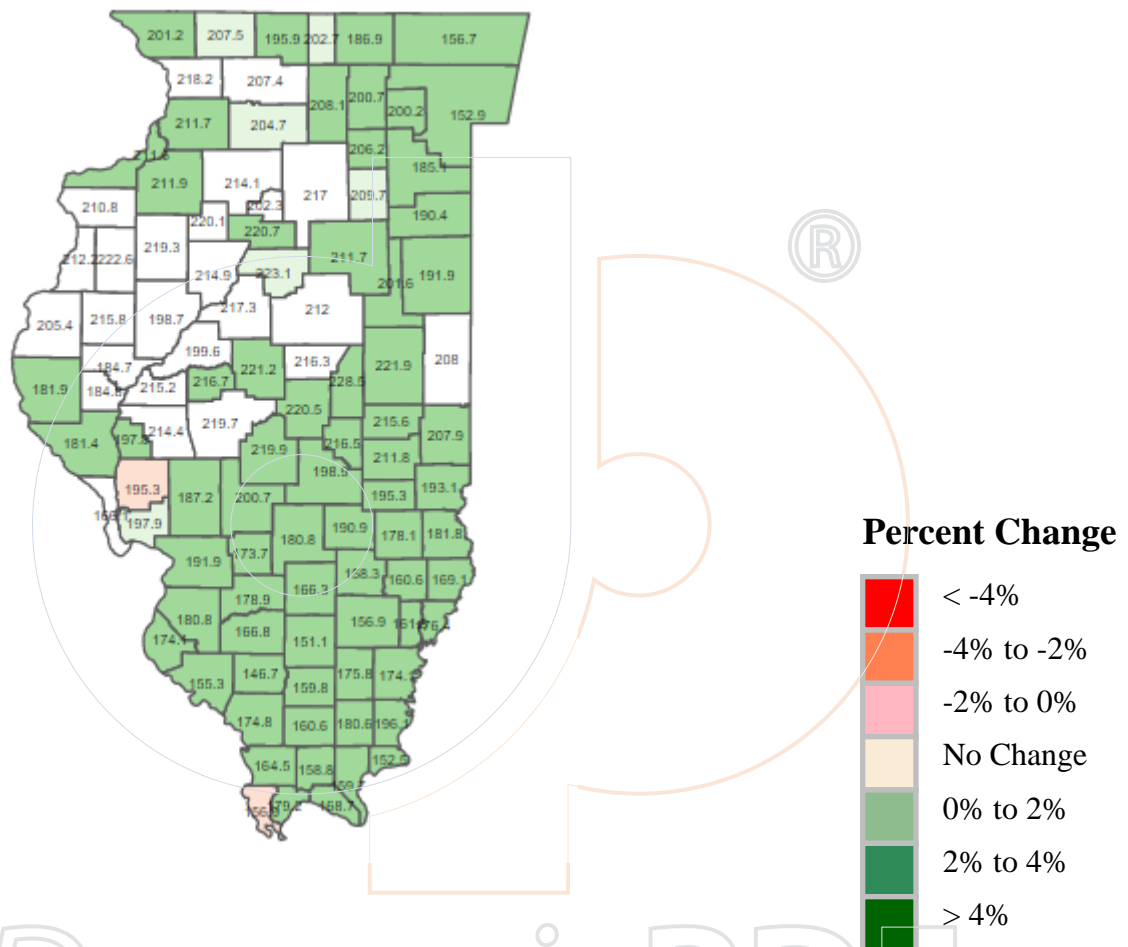 201.2 207.5 195.9 202.7 186.9 156.7
218.2 207.4
208.1 200.7 200.2 152.9
211.7 204.7
206.2
185.1
211.9 214.1 217 209.7
210.8 202.3
220.1 220.7 190.4
219.3
212.2 222.6 211.7
214.9 223.1 201.6 191.9
217.3 212
205.4 215.8 198.7
199.6
184.7 216.3 208
221.2 221.9
181.9 184.8 215.2 216.7 228.5
220.5
219.7 215.6
214.4 207.9
181.4 197.8 216.5
219.9 211.8
198.5
195.3 187.2 200.7 195.3 193.1
197.9
180.8 190.9 178.1 181.8
191.9 173.7
166.3 160.6 169.1
178.9
180.8 166.8 156.9
174.1 151.1
146.7 175.8
155.3 159.8
174.8 160.6 180.6 196.1
164.5 158.8
168.7
®
Percent Change
< -4%
-4% to -2%
-2% to 0%
No Change
0% to 2%
2% to 4%
> 4%